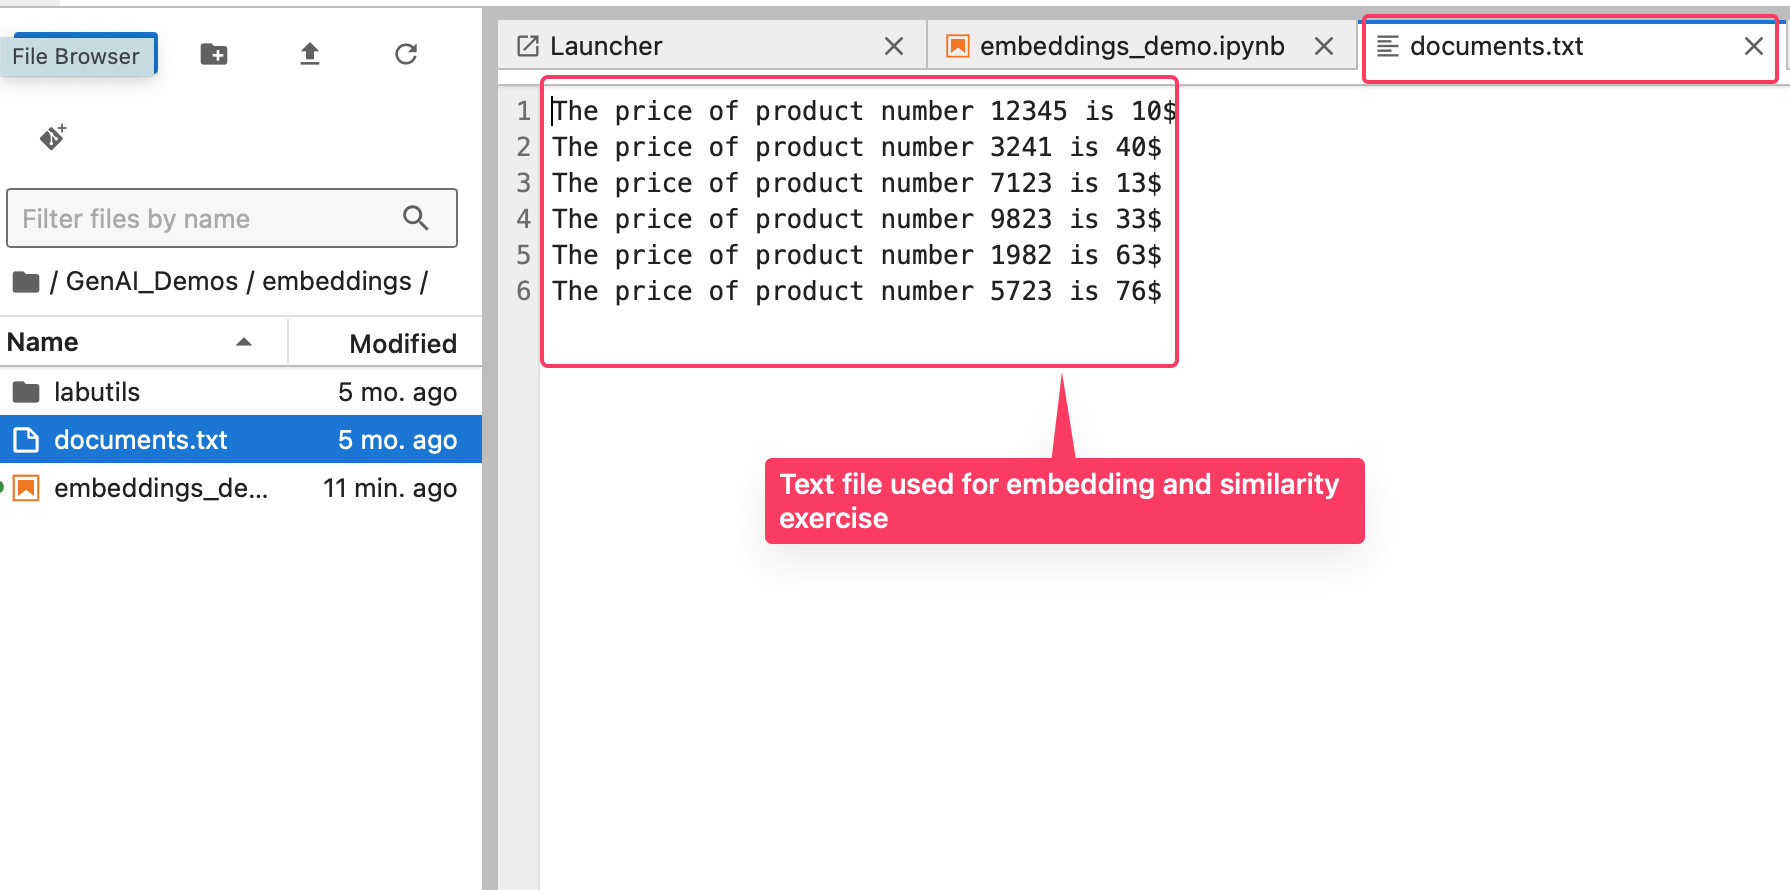 File Browser
Filter files by name
/ GenAI_Demos / embeddings /
Name Modified
labutils 5 mo. ago
documents.txt 5 mo. ago
embeddings_de... 11 min. ago
Launcher embeddings_demo.ipynb documents.txt
1 The price of product number 12345 is 10$
2 The price of product number 3241 is 40$
3 The price of product number 7123 is 13$
4 The price of product number 9823 is 33$
5 The price of product number 1982 is 63$
6 The price of product number 5723 is 76$
Text file used for embedding and similarity
exercise